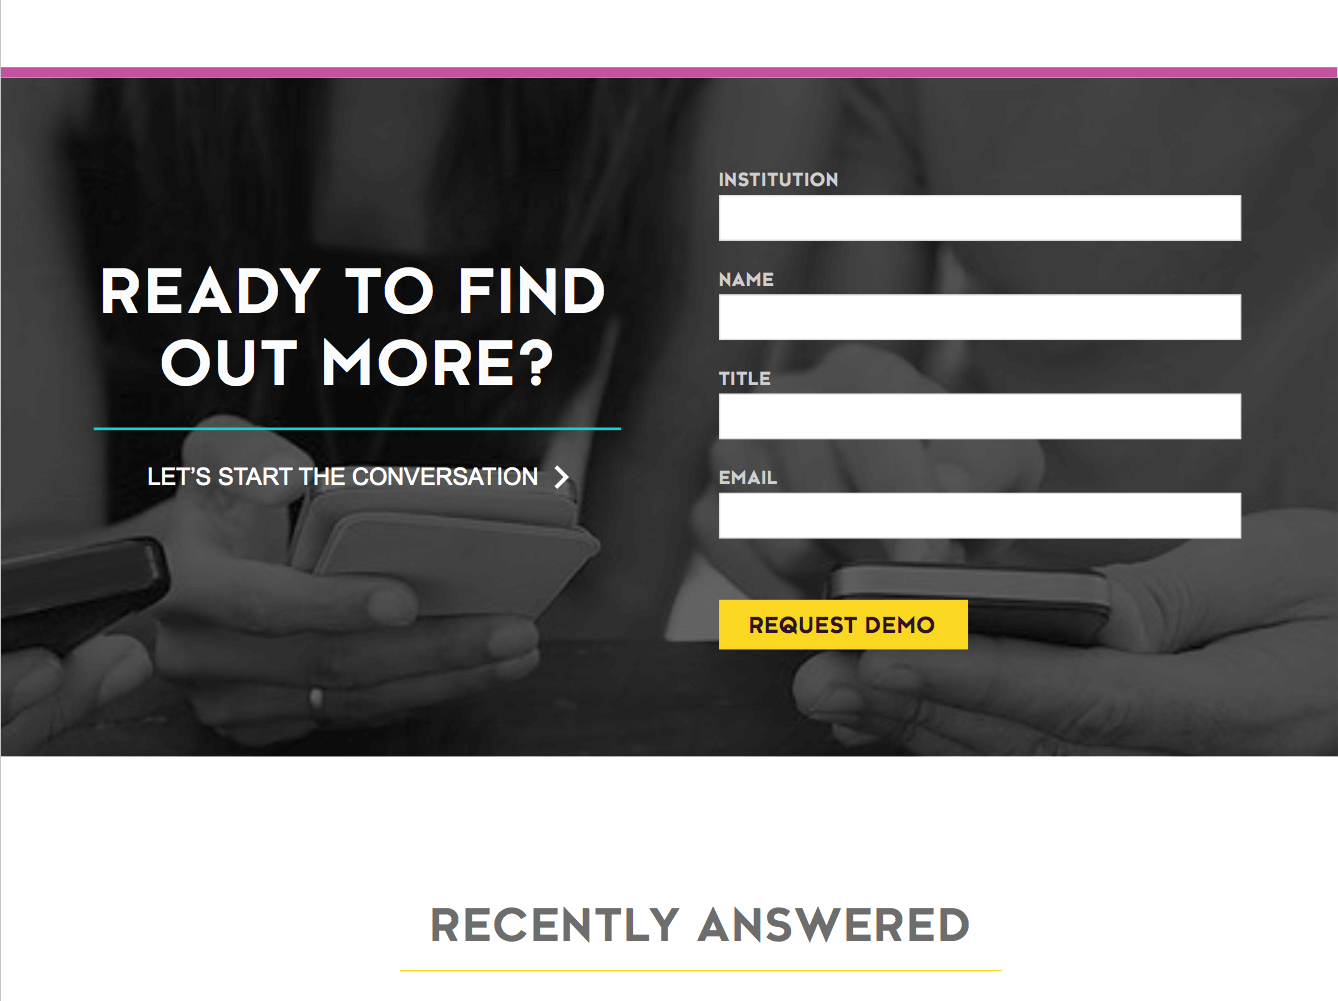 READY TO FIND
OUT MORE?
LET’S START THE CONVERSATION
INSTITUTION
NAME
TITLE
EMAIL
REQUEST DEMO
RECENTLY ANSWERED